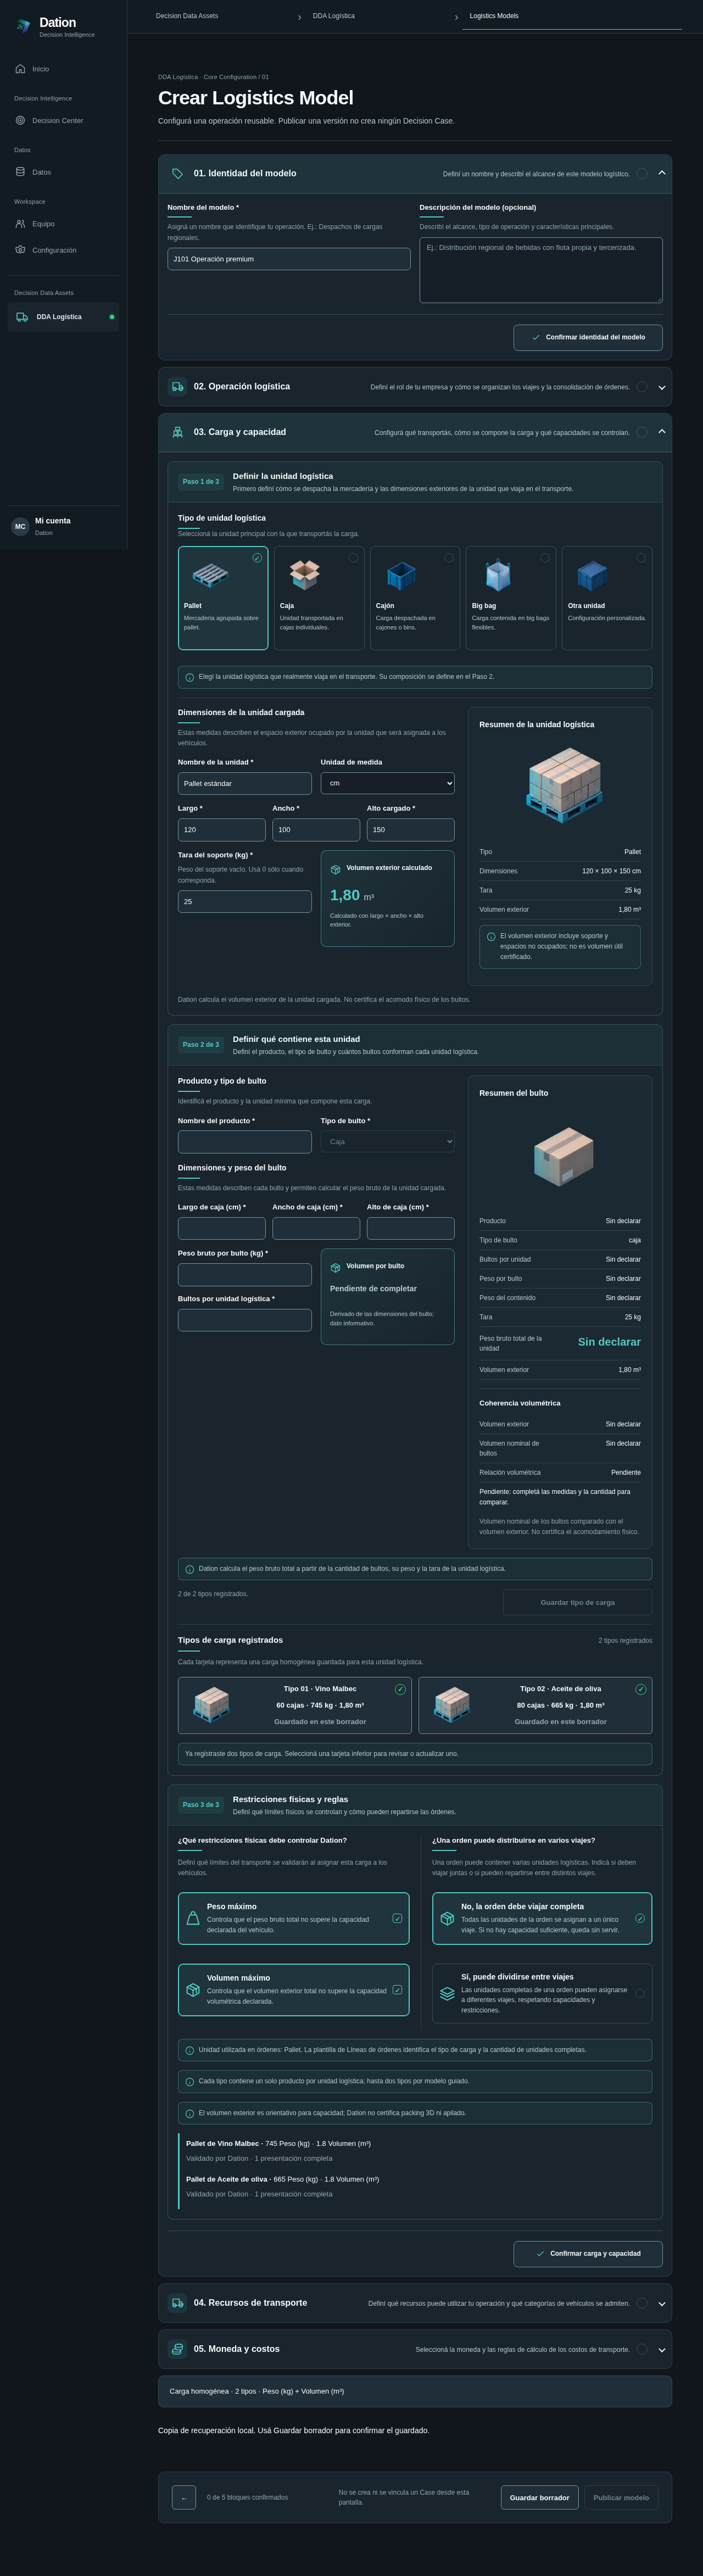 Dation
Decision Intelligence
Inicio
Decision Intelligence
Decision Center
Datos
Datos
Workspace
Equipo
Configuración
Decision Data Assets
DDA Logística
MC
Mi cuenta
Dation
Decision Data Assets
DDA Logística
Logistics Models
DDA Logística · Core Configuration / 01
Crear Logistics Model
Configurá una operación reusable. Publicar una versión no crea ningún Decision Case.
01. Identidad del modelo
Definí un nombre y describí el alcance de este modelo logístico.
Nombre del modelo *
Asigná un nombre que identifique tu operación. Ej.: Despachos de cargas
regionales.
J101 Operación premium
Descripción del modelo (opcional)
Describí el alcance, tipo de operación y características principales.
Ej.: Distribución regional de bebidas con flota propia y tercerizada.
Confirmar identidad del modelo
02. Operación logística
Definí el rol de tu empresa y cómo se organizan los viajes y la consolidación de órdenes.
03. Carga y capacidad
Configurá qué transportás, cómo se compone la carga y qué capacidades se controlan.
Paso 1 de 3
Definir la unidad logística
Primero definí cómo se despacha la mercadería y las dimensiones exteriores de la unidad que viaja en el transporte.
Tipo de unidad logística
Seleccioná la unidad principal con la que transportás la carga.
Pallet
Mercadería agrupada sobre
pallet.
Caja
Unidad transportada en
cajas individuales.
Cajón
Carga despachada en
cajones o bins.
Big bag
Carga contenida en big bags
flexibles.
Otra unidad
Configuración personalizada.
Elegí la unidad logística que realmente viaja en el transporte. Su composición se define en el Paso 2.
Dimensiones de la unidad cargada
Estas medidas describen el espacio exterior ocupado por la unidad que será asignada a los
vehículos.
Nombre de la unidad *
Pallet estándar
Unidad de medida
cm
Largo *
120
Ancho *
100
Alto cargado *
150
Tara del soporte (kg) *
Peso del soporte vacío. Usá 0 sólo cuando
corresponda.
25
Volumen exterior calculado
1,80 m³
Calculado con largo × ancho × alto
exterior.
Resumen de la unidad logística
Tipo
Pallet
Dimensiones
120 × 100 × 150 cm
Tara
25 kg
Volumen exterior
1,80 m³
El volumen exterior incluye soporte y
espacios no ocupados; no es volumen útil
certificado.
Dation calcula el volumen exterior de la unidad cargada. No certifica el acomodo físico de los bultos.
Paso 2 de 3
Definir qué contiene esta unidad
Definí el producto, el tipo de bulto y cuántos bultos conforman cada unidad logística.
Producto y tipo de bulto
Identificá el producto y la unidad mínima que compone esta carga.
Nombre del producto *
Tipo de bulto *
Caja
Dimensiones y peso del bulto
Estas medidas describen cada bulto y permiten calcular el peso bruto de la unidad cargada.
Largo de caja (cm) *
Ancho de caja (cm) *
Alto de caja (cm) *
Peso bruto por bulto (kg) *
Bultos por unidad logística *
Volumen por bulto
Pendiente de completar
Derivado de las dimensiones del bulto;
dato informativo.
Resumen del bulto
Producto
Sin declarar
Tipo de bulto
caja
Bultos por unidad
Sin declarar
Peso por bulto
Sin declarar
Peso del contenido
Sin declarar
Tara
25 kg
Peso bruto total de la
unidad
Sin declarar
Volumen exterior
1,80 m³
Coherencia volumétrica
Volumen exterior
Sin declarar
Volumen nominal de
bultos
Sin declarar
Relación volumétrica
Pendiente
Pendiente: completá las medidas y la cantidad para
comparar.
Volumen nominal de los bultos comparado con el
volumen exterior. No certifica el acomodamiento físico.
Dation calcula el peso bruto total a partir de la cantidad de bultos, su peso y la tara de la unidad logística.
2 de 2 tipos registrados.
Guardar tipo de carga
Tipos de carga registrados
2 tipos registrados
Cada tarjeta representa una carga homogénea guardada para esta unidad logística.
Tipo 01 · Vino Malbec
60 cajas · 745 kg · 1,80 m³
Guardado en este borrador
Tipo 02 · Aceite de oliva
80 cajas · 665 kg · 1,80 m³
Guardado en este borrador
Ya registraste dos tipos de carga. Seleccioná una tarjeta inferior para revisar o actualizar uno.
Paso 3 de 3
Restricciones físicas y reglas
Definí qué límites físicos se controlan y cómo pueden repartirse las órdenes.
¿Qué restricciones físicas debe controlar Dation?
Definí qué límites del transporte se validarán al asignar esta carga a los
vehículos.
Peso máximo
Controla que el peso bruto total no supere la capacidad
declarada del vehículo.
Volumen máximo
Controla que el volumen exterior total no supere la capacidad
volumétrica declarada.
¿Una orden puede distribuirse en varios viajes?
Una orden puede contener varias unidades logísticas. Indicá si deben
viajar juntas o si pueden repartirse entre distintos viajes.
No, la orden debe viajar completa
Todas las unidades de la orden se asignan a un único
viaje. Si no hay capacidad suficiente, queda sin servir.
Sí, puede dividirse entre viajes
Las unidades completas de una orden pueden asignarse
a diferentes viajes, respetando capacidades y
restricciones.
Unidad utilizada en órdenes: Pallet. La plantilla de Líneas de órdenes identifica el tipo de carga y la cantidad de unidades completas.
Cada tipo contiene un solo producto por unidad logística; hasta dos tipos por modelo guiado.
El volumen exterior es orientativo para capacidad; Dation no certifica packing 3D ni apilado.
Pallet de Vino Malbec · 745 Peso (kg) · 1.8 Volumen (m³)
Validado por Dation · 1 presentación completa
Pallet de Aceite de oliva · 665 Peso (kg) · 1.8 Volumen (m³)
Validado por Dation · 1 presentación completa
Confirmar carga y capacidad
04. Recursos de transporte
Definí qué recursos puede utilizar tu operación y qué categorías de vehículos se admiten.
05. Moneda y costos
Seleccioná la moneda y las reglas de cálculo de los costos de transporte.
Carga homogénea · 2 tipos · Peso (kg) + Volumen (m³)
Copia de recuperación local. Usá Guardar borrador para confirmar el guardado.
←
0 de 5 bloques confirmados
No se crea ni se vincula un Case desde esta
pantalla.
Guardar borrador
Publicar modelo